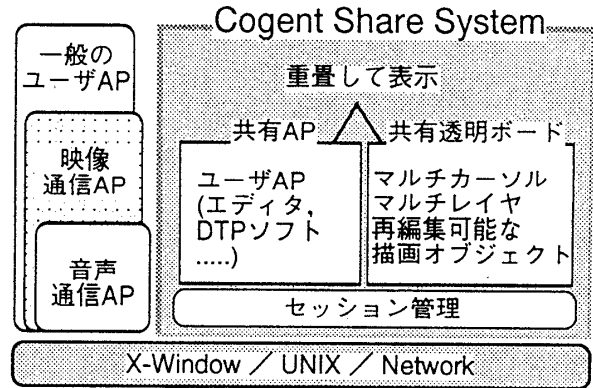 Cogent Share System
一般の
ユーザAP
映像
通信AP
音声
通信AP
重畳して表示
共有AP
ユーザAP
(エディタ,
DTPソフト
.....)
共有透明ボード
マルチカーソル
マルチレイヤ
再編集可能な
描画オブジェクト
セッション管理
X-Window ／ UNIX ／ Network